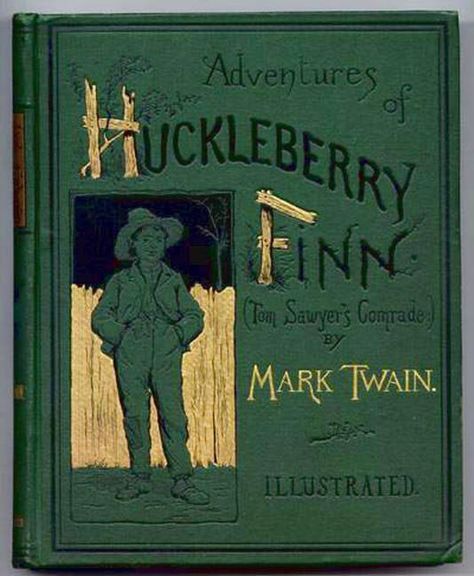 Adventures
of
HUCKLEBERRY
FINN.
(Tom Sawyer's Comrade.)
BY
MARK TWAIN.
ILLUSTRATED.